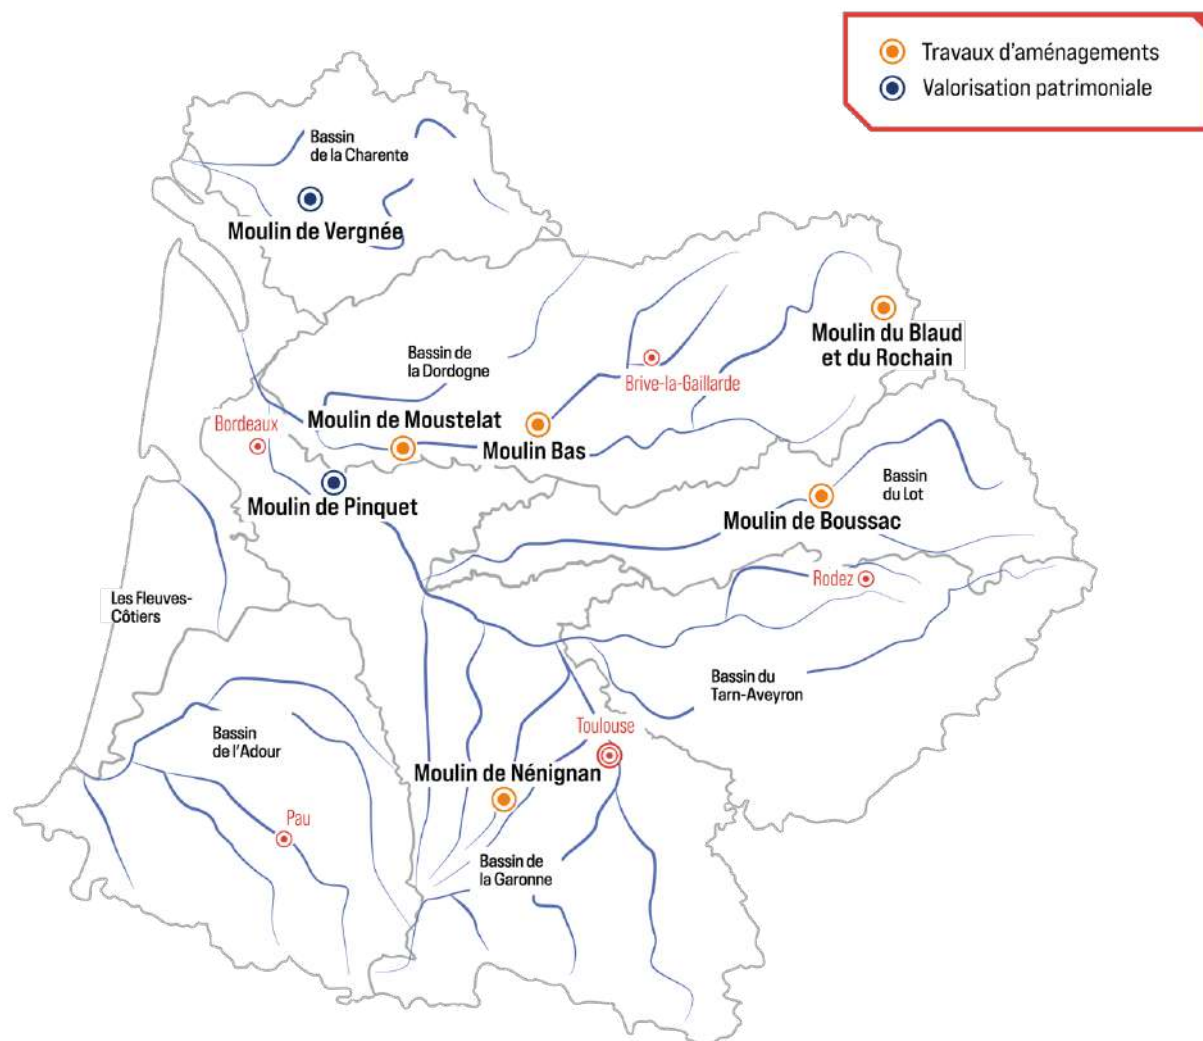 Travaux d'aménagements
Valorisation patrimoniale
Bassin
de la Charente
Moulin de Vergnée
Moulin du Blaud
et du Rochain
Bassin de
la Dordogne
Brive-la-Gaillarde
Bordeaux
Moulin de Moustelat
Moulin Bas
Moulin de Pinquet
Bassin
du Lot
Moulin de Boussac
Rodez
Les Fleuves-
Côtiers
Bassin du
Tarn-Aveyron
Bassin
de l'Adour
Toulouse
Moulin de Nénignan
Pau
Bassin de
la Garonne